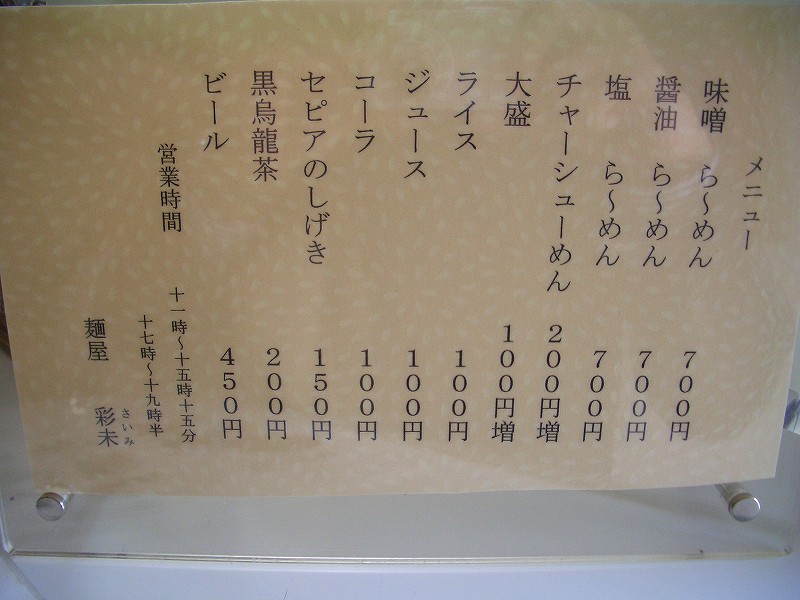 メニュー
味噌 ら～めん 700円
醤油 ら～めん 700円
塩 ら～めん 700円
チャーシューめん 200円増
大盛 100円増
ライス 100円
ジュース 100円
コーラ 100円
セピアのしげき 150円
黒烏龍茶 200円
ビール 450円
営業時間 十一時～十五時十五分
十七時～十九時半
麺屋 彩未
さいみ